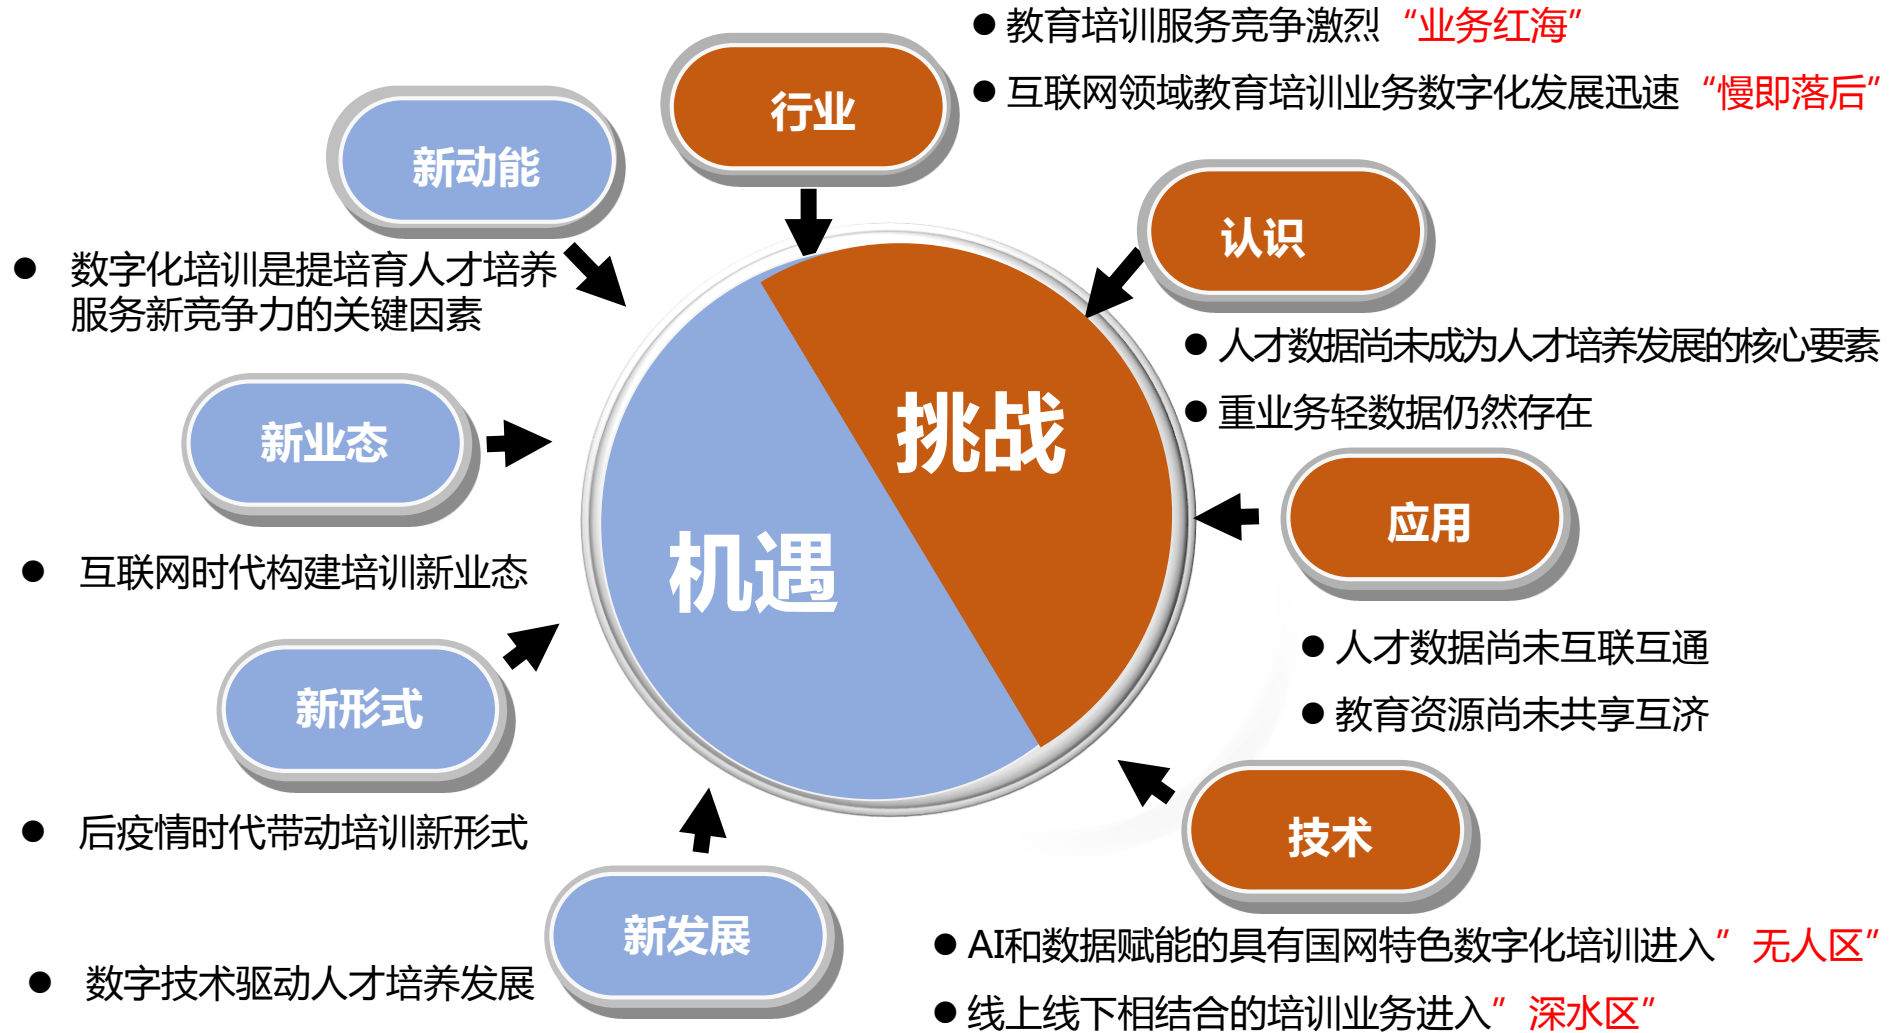 教育培训服务竞争激烈“业务红海”
互联网领域教育培训业务数字化发展迅速“慢即落后”
行业
新动能
认识
数字化培训是提培育人才培养
服务新竞争力的关键因素
人才数据尚未成为人才培养发展的核心要素
重业务轻数据仍然存在
新业态
挑战
应用
机遇
互联网时代构建培训新业态
人才数据尚未互联互通
教育资源尚未共享互济
新形式
技术
后疫情时代带动培训新形式
新发展
AI和数据赋能的具有国网特色数字化培训进入”无人区”
数字技术驱动人才培养发展
线上线下相结合的培训业务进入”深水区”